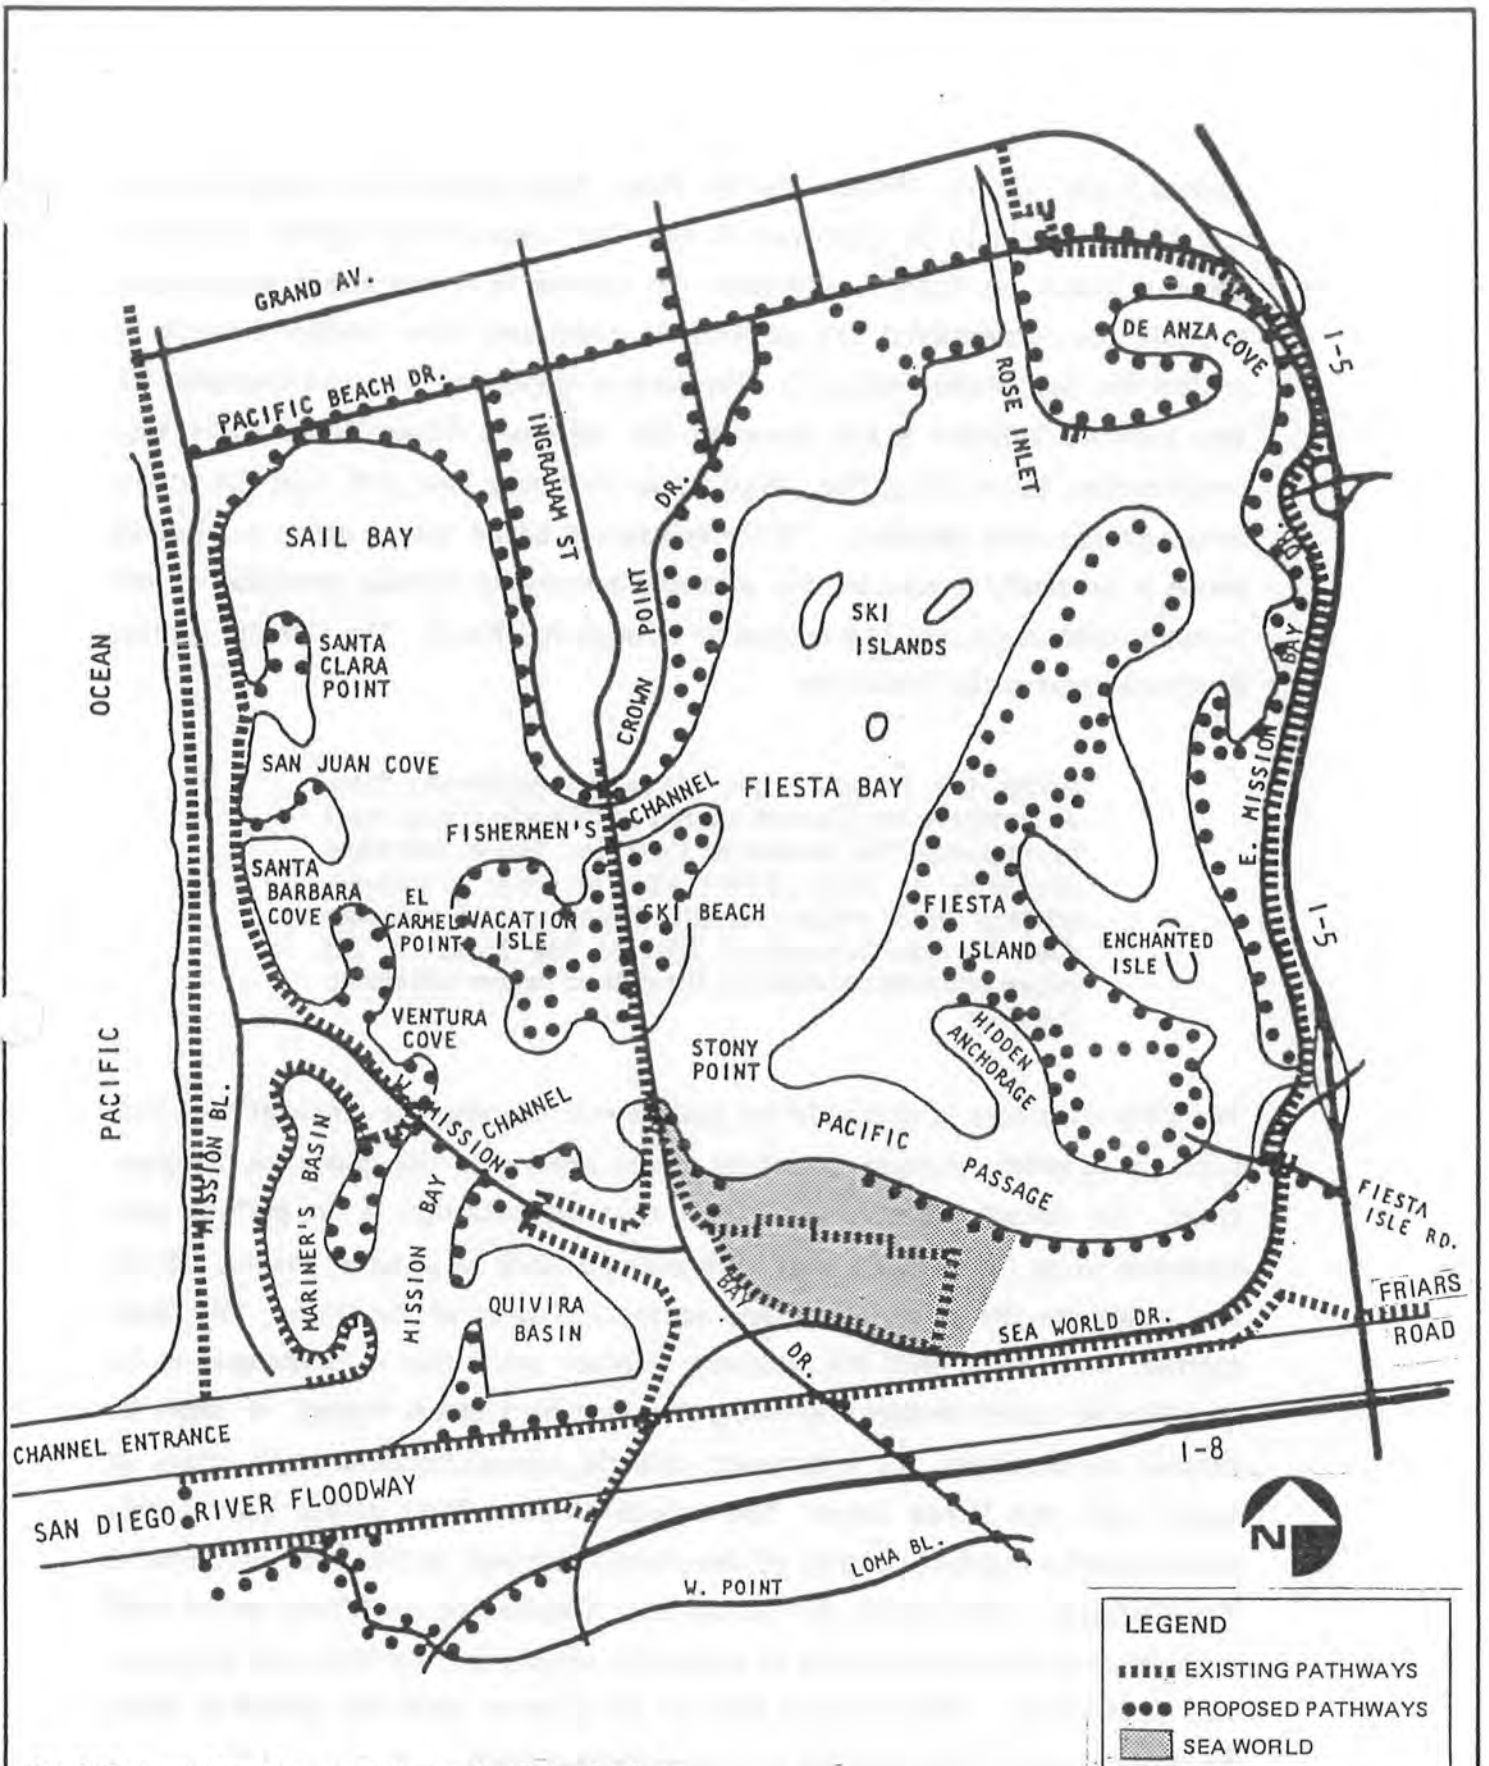 GRAND AV.
PACIFIC BEACH DR.
DE ANZA COVE
I-5
ROSE INLET
INGRAHAM ST
SAIL BAY
CROWN POINT DR.
SKI
ISLANDS
SANTA
CLARA
POINT
PACIFIC OCEAN
SAN JUAN COVE
FISHERMEN'S CHANNEL
FIESTA BAY
E. MISSION BAY DR.
SANTA
BARBARA
COVE
EL
CARMEL
POINT
VACATION
ISLE
SKI BEACH
FIESTA
ISLAND
ENCHANTED
ISLE
I-5
VENTURA
COVE
STONY
POINT
HIDDEN
ANCHORAGE
MISSION BL.
MARINER'S BASIN
W. MISSION BAY DR.
CHANNEL
MISSION BAY
PACIFIC PASSAGE
FIESTA
ISLE RD.
QUIVIRA
BASIN
SEA WORLD DR.
FRIARS
ROAD
CHANNEL ENTRANCE
SAN DIEGO RIVER FLOODWAY
I-8
W. POINT LOMA BL.
N
LEGEND
EXISTING PATHWAYS
PROPOSED PATHWAYS
SEA WORLD